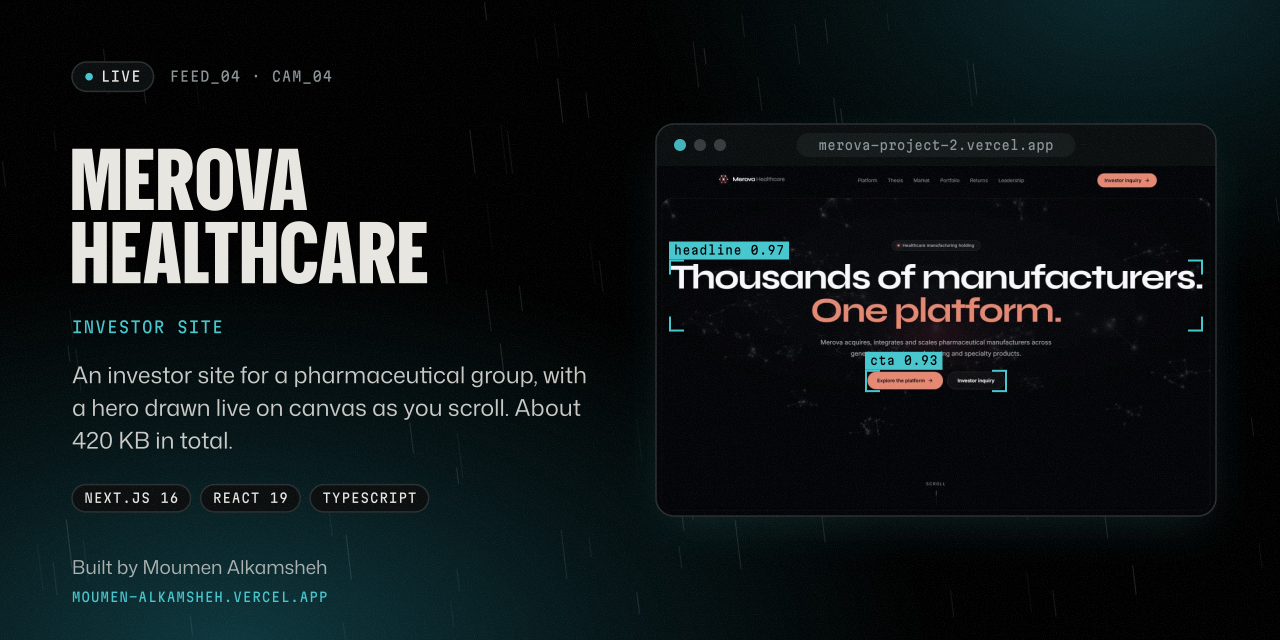 LIVE FEED_04 · CAM_04
MEROVA
HEALTHCARE
INVESTOR SITE
An investor site for a pharmaceutical group, with
a hero drawn live on canvas as you scroll. About
420 KB in total.
NEXT.JS 16 REACT 19 TYPESCRIPT
Built by Moumen Alkamsheh
MOUMEN-ALKAMSHEH.VERCEL.APP
merova-project-2.vercel.app
Merova Healthcare Platform Thesis Market Portfolio Returns Leadership Investor inquiry →
Healthcare manufacturing holding
headline 0.97
Thousands of manufacturers.
One platform.
Merova acquires, integrates and scales pharmaceutical manufacturers across
and specialty products.
cta 0.93
Explore the platform → Investor inquiry
SCROLL